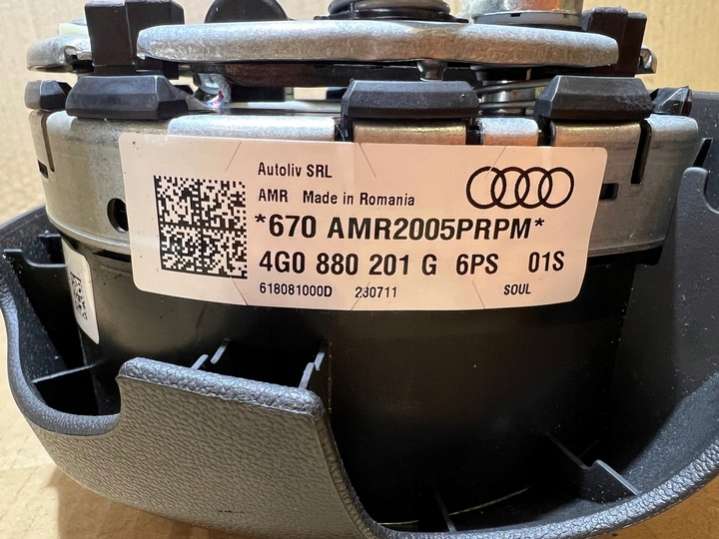 Autoliv SRL
AMR Made in Romania
*670 AMR2005PRPM*
4G0 880 201 G 6PS 01S
618081000D 230711 SOUL